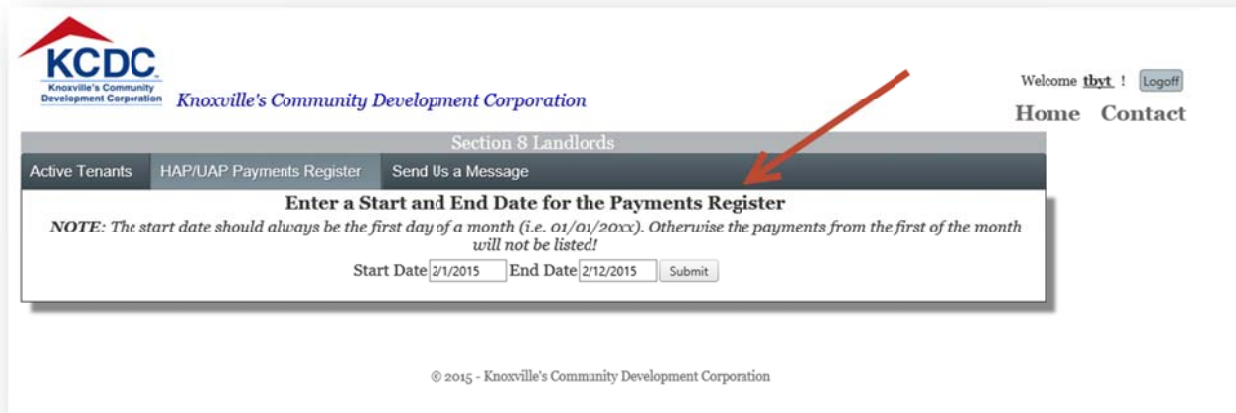 KCDC
Knoxville's Community
Development Corporation
Knoxville's Community Development Corporation
Welcome tbyt ! Logoff
Home Contact
Section 8 Landlords
Active Tenants HAP/UAP Payments Register Send Us a Message
Enter a Start and End Date for the Payments Register
NOTE: The start date should always be the first day of a month (i.e. 01/01/20xx). Otherwise the payments from the first of the month
will not be listed!
Start Date 2/1/2015 End Date 2/12/2015 Submit
© 2015 - Knoxville's Community Development Corporation